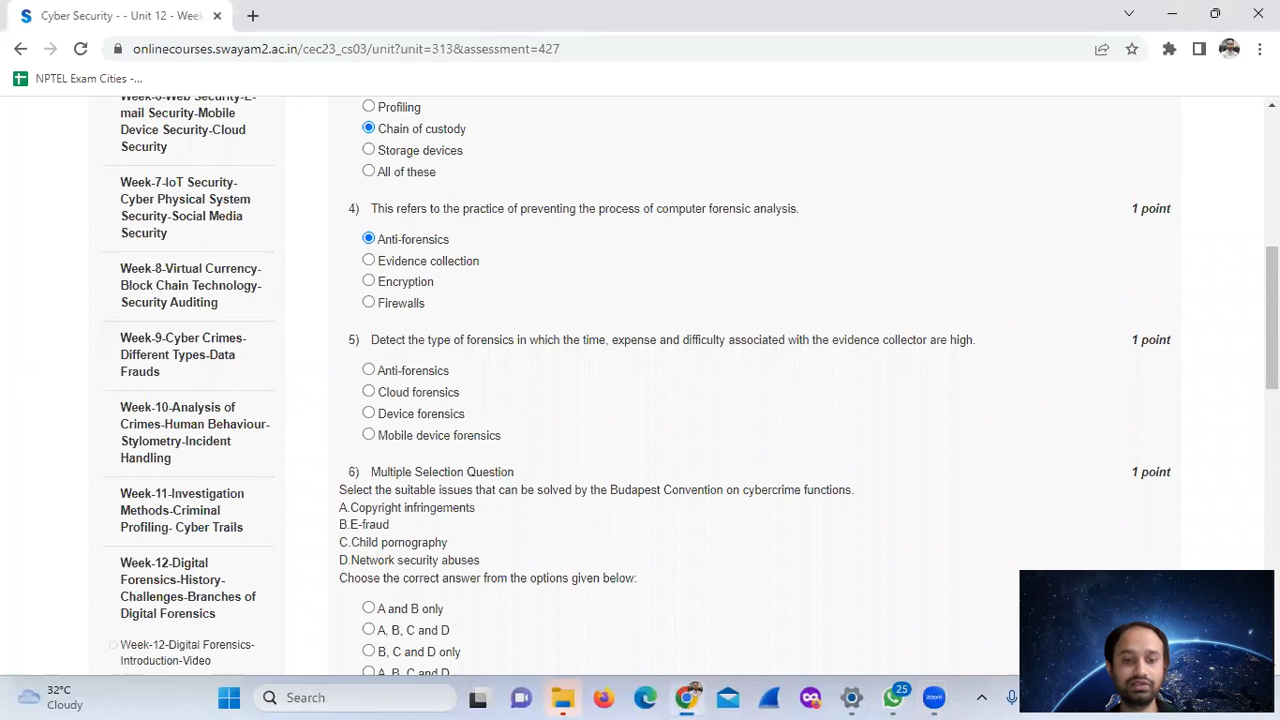 Cyber Security - - Unit 12 - Week
onlinecourses.swayam2.ac.in/cec23_cs03/unit?unit=313&assessment=427
NPTEL Exam Cities -...
Week-6-Web Security-E-
mail Security-Mobile
Device Security-Cloud
Security
Week-7-IoT Security-
Cyber Physical System
Security-Social Media
Security
Week-8-Virtual Currency-
Block Chain Technology-
Security Auditing
Week-9-Cyber Crimes-
Different Types-Data
Frauds
Week-10-Analysis of
Crimes-Human Behaviour-
Stylometry-Incident
Handling
Week-11-Investigation
Methods-Criminal
Profiling- Cyber Trails
Week-12-Digital
Forensics-History-
Challenges-Branches of
Digital Forensics
Week-12-Digital Forensics-
Introduction-Video
Profiling
Chain of custody
Storage devices
All of these
4) This refers to the practice of preventing the process of computer forensic analysis. 1 point
Anti-forensics
Evidence collection
Encryption
Firewalls
5) Detect the type of forensics in which the time, expense and difficulty associated with the evidence collector are high. 1 point
Anti-forensics
Cloud forensics
Device forensics
Mobile device forensics
6) Multiple Selection Question 1 point
Select the suitable issues that can be solved by the Budapest Convention on cybercrime functions.
A.Copyright infringements
B.E-fraud
C.Child pornography
D.Network security abuses
Choose the correct answer from the options given below:
A and B only
A, B, C and D
B, C and D only
A, B, C and D
32°C
Cloudy
Search
25
zoom